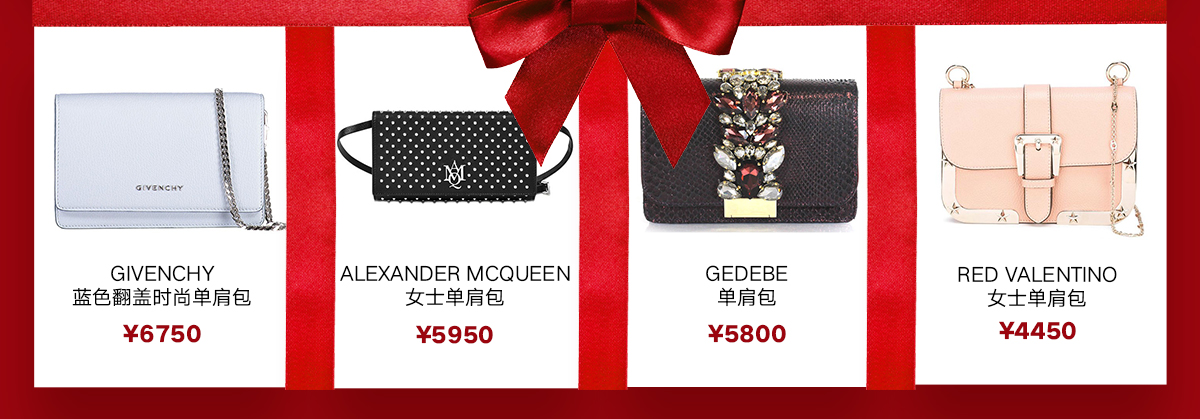 GIVENCHY
GIVENCHY
蓝色翻盖时尚单肩包
¥6750
AMQ
ALEXANDER MCQUEEN
女士单肩包
¥5950
GEDEBE
单肩包
¥5800
RED VALENTINO
女士单肩包
¥4450